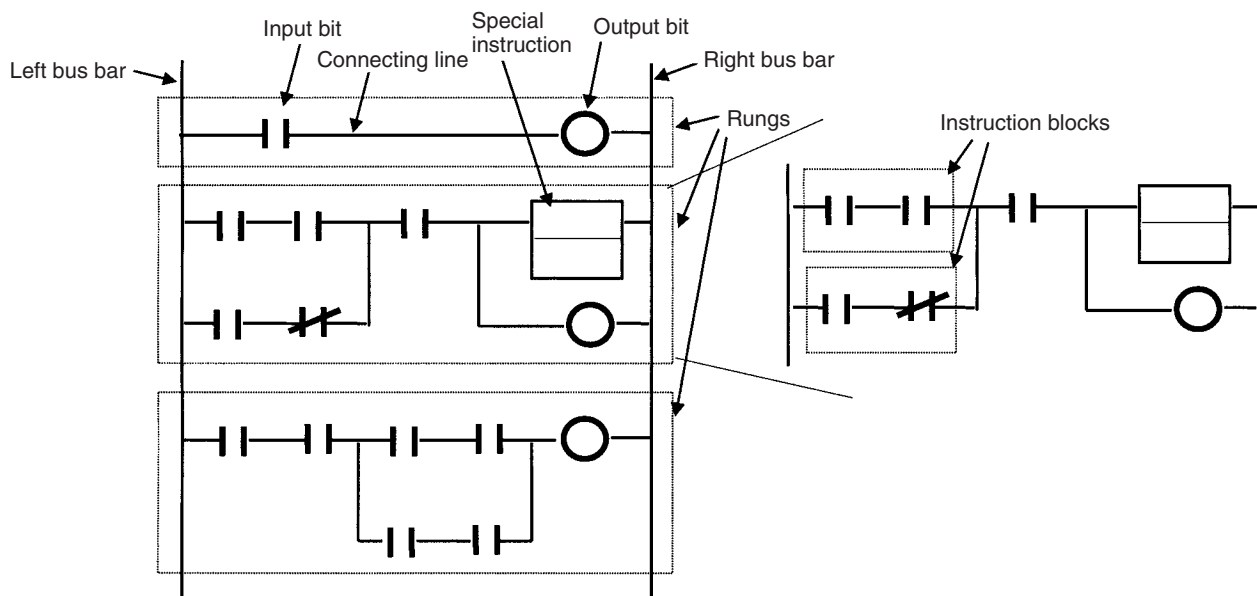 Input bit
Special
instruction
Output bit
Left bus bar
Connecting line
Right bus bar
Rungs
Instruction blocks